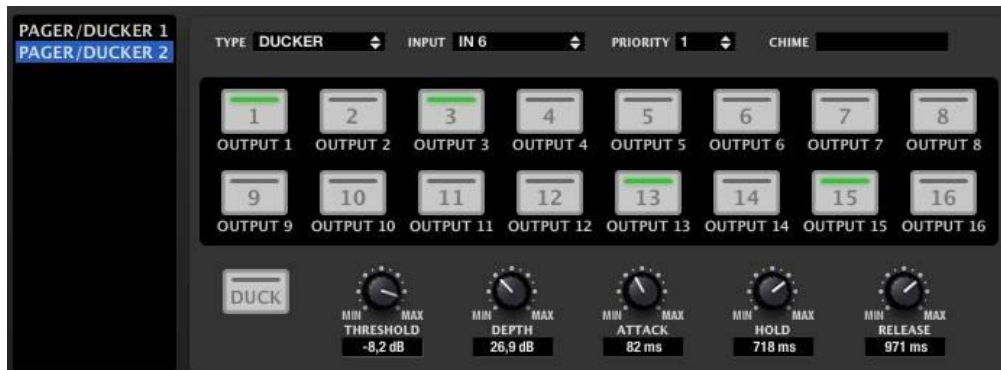 PAGER/DUCKER 1
PAGER/DUCKER 2
TYPE DUCKER INPUT IN 6 PRIORITY 1 CHIME
1 2 3 4 5 6 7 8
OUTPUT 1 OUTPUT 2 OUTPUT 3 OUTPUT 4 OUTPUT 5 OUTPUT 6 OUTPUT 7 OUTPUT 8
9 10 11 12 13 14 15 16
OUTPUT 9 OUTPUT 10 OUTPUT 11 OUTPUT 12 OUTPUT 13 OUTPUT 14 OUTPUT 15 OUTPUT 16
DUCK
MIN MAX MIN MAX MIN MAX MIN MAX MIN MAX
THRESHOLD DEPTH ATTACK HOLD RELEASE
-8,2 dB 26,9 dB 82 ms 718 ms 971 ms